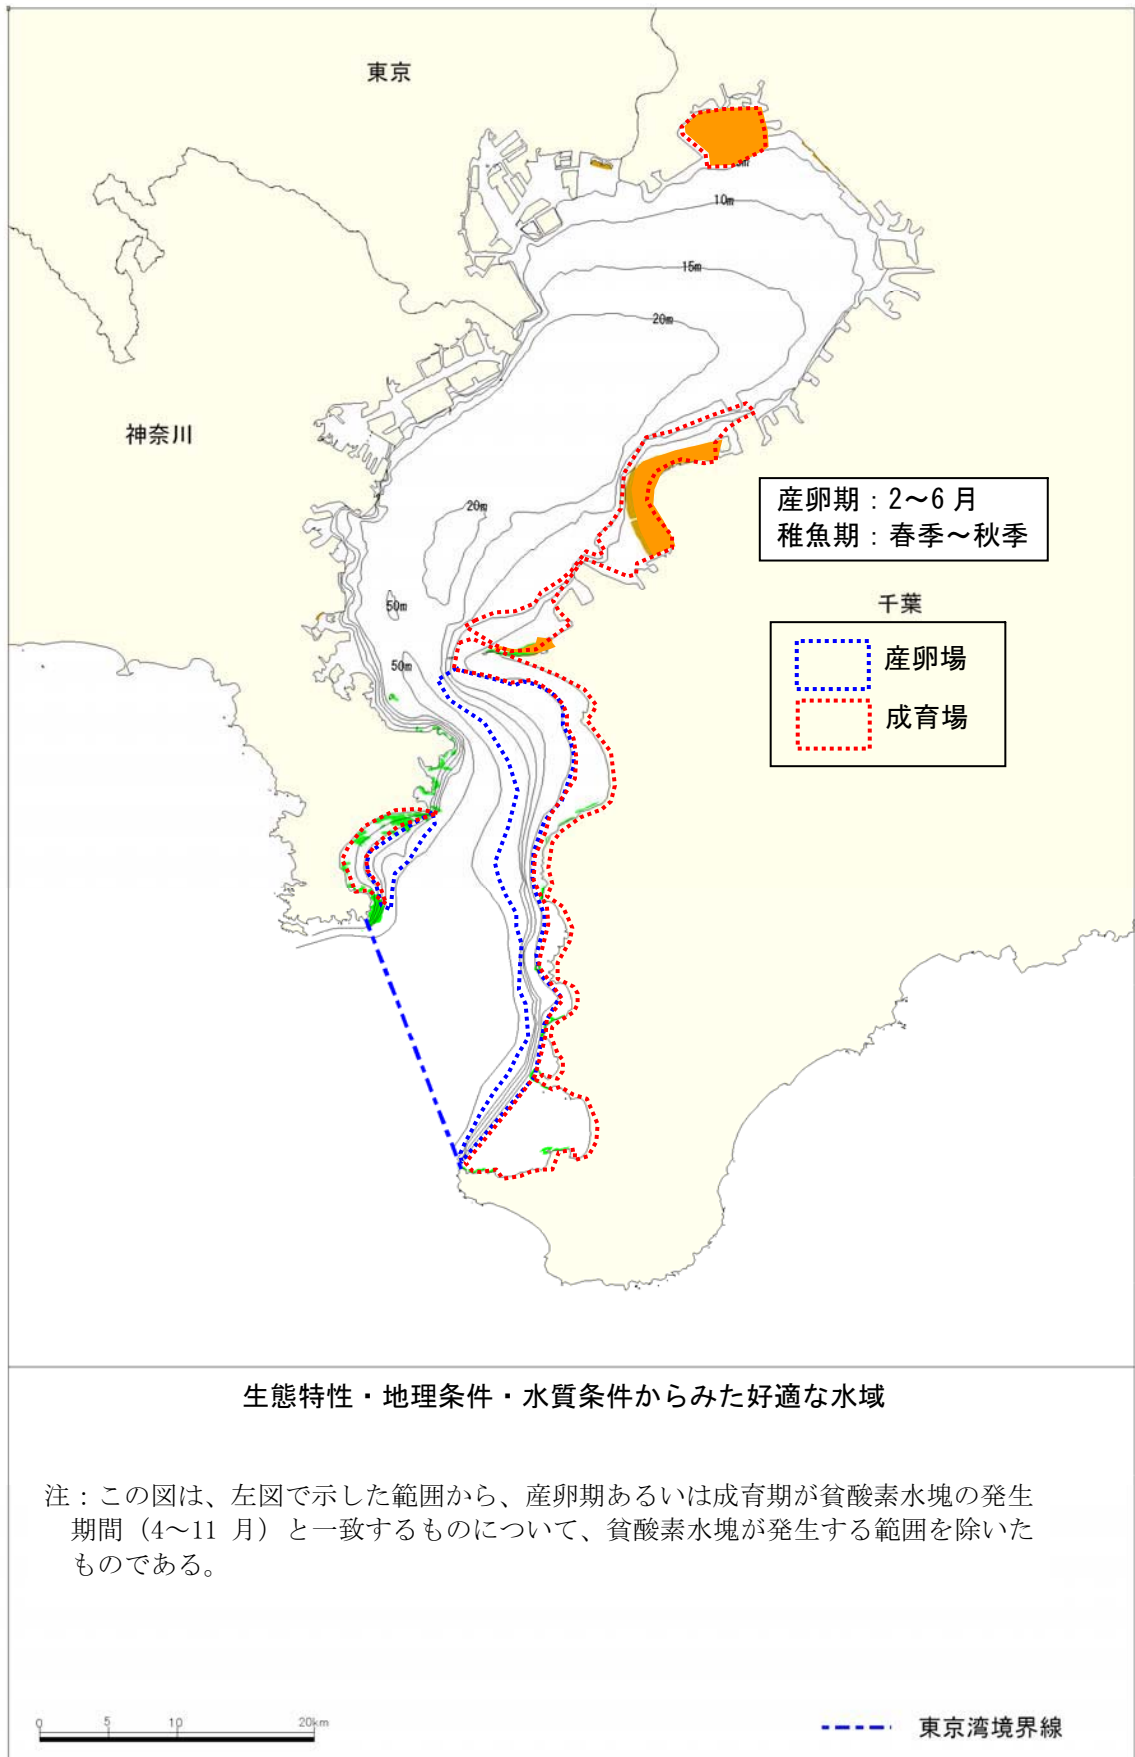 東京
10m
15m
20m
神奈川
20m
産卵期：2～6 月
稚魚期：春季～秋季
千葉
50m
50m
産卵場
成育場
生態特性・地理条件・水質条件からみた好適な水域
注：この図は、左図で示した範囲から、産卵期あるいは成育期が貧酸素水塊の発生
期間（4～11 月）と一致するものについて、貧酸素水塊が発生する範囲を除いた
ものである。
0 5 10 20km
東京湾境界線